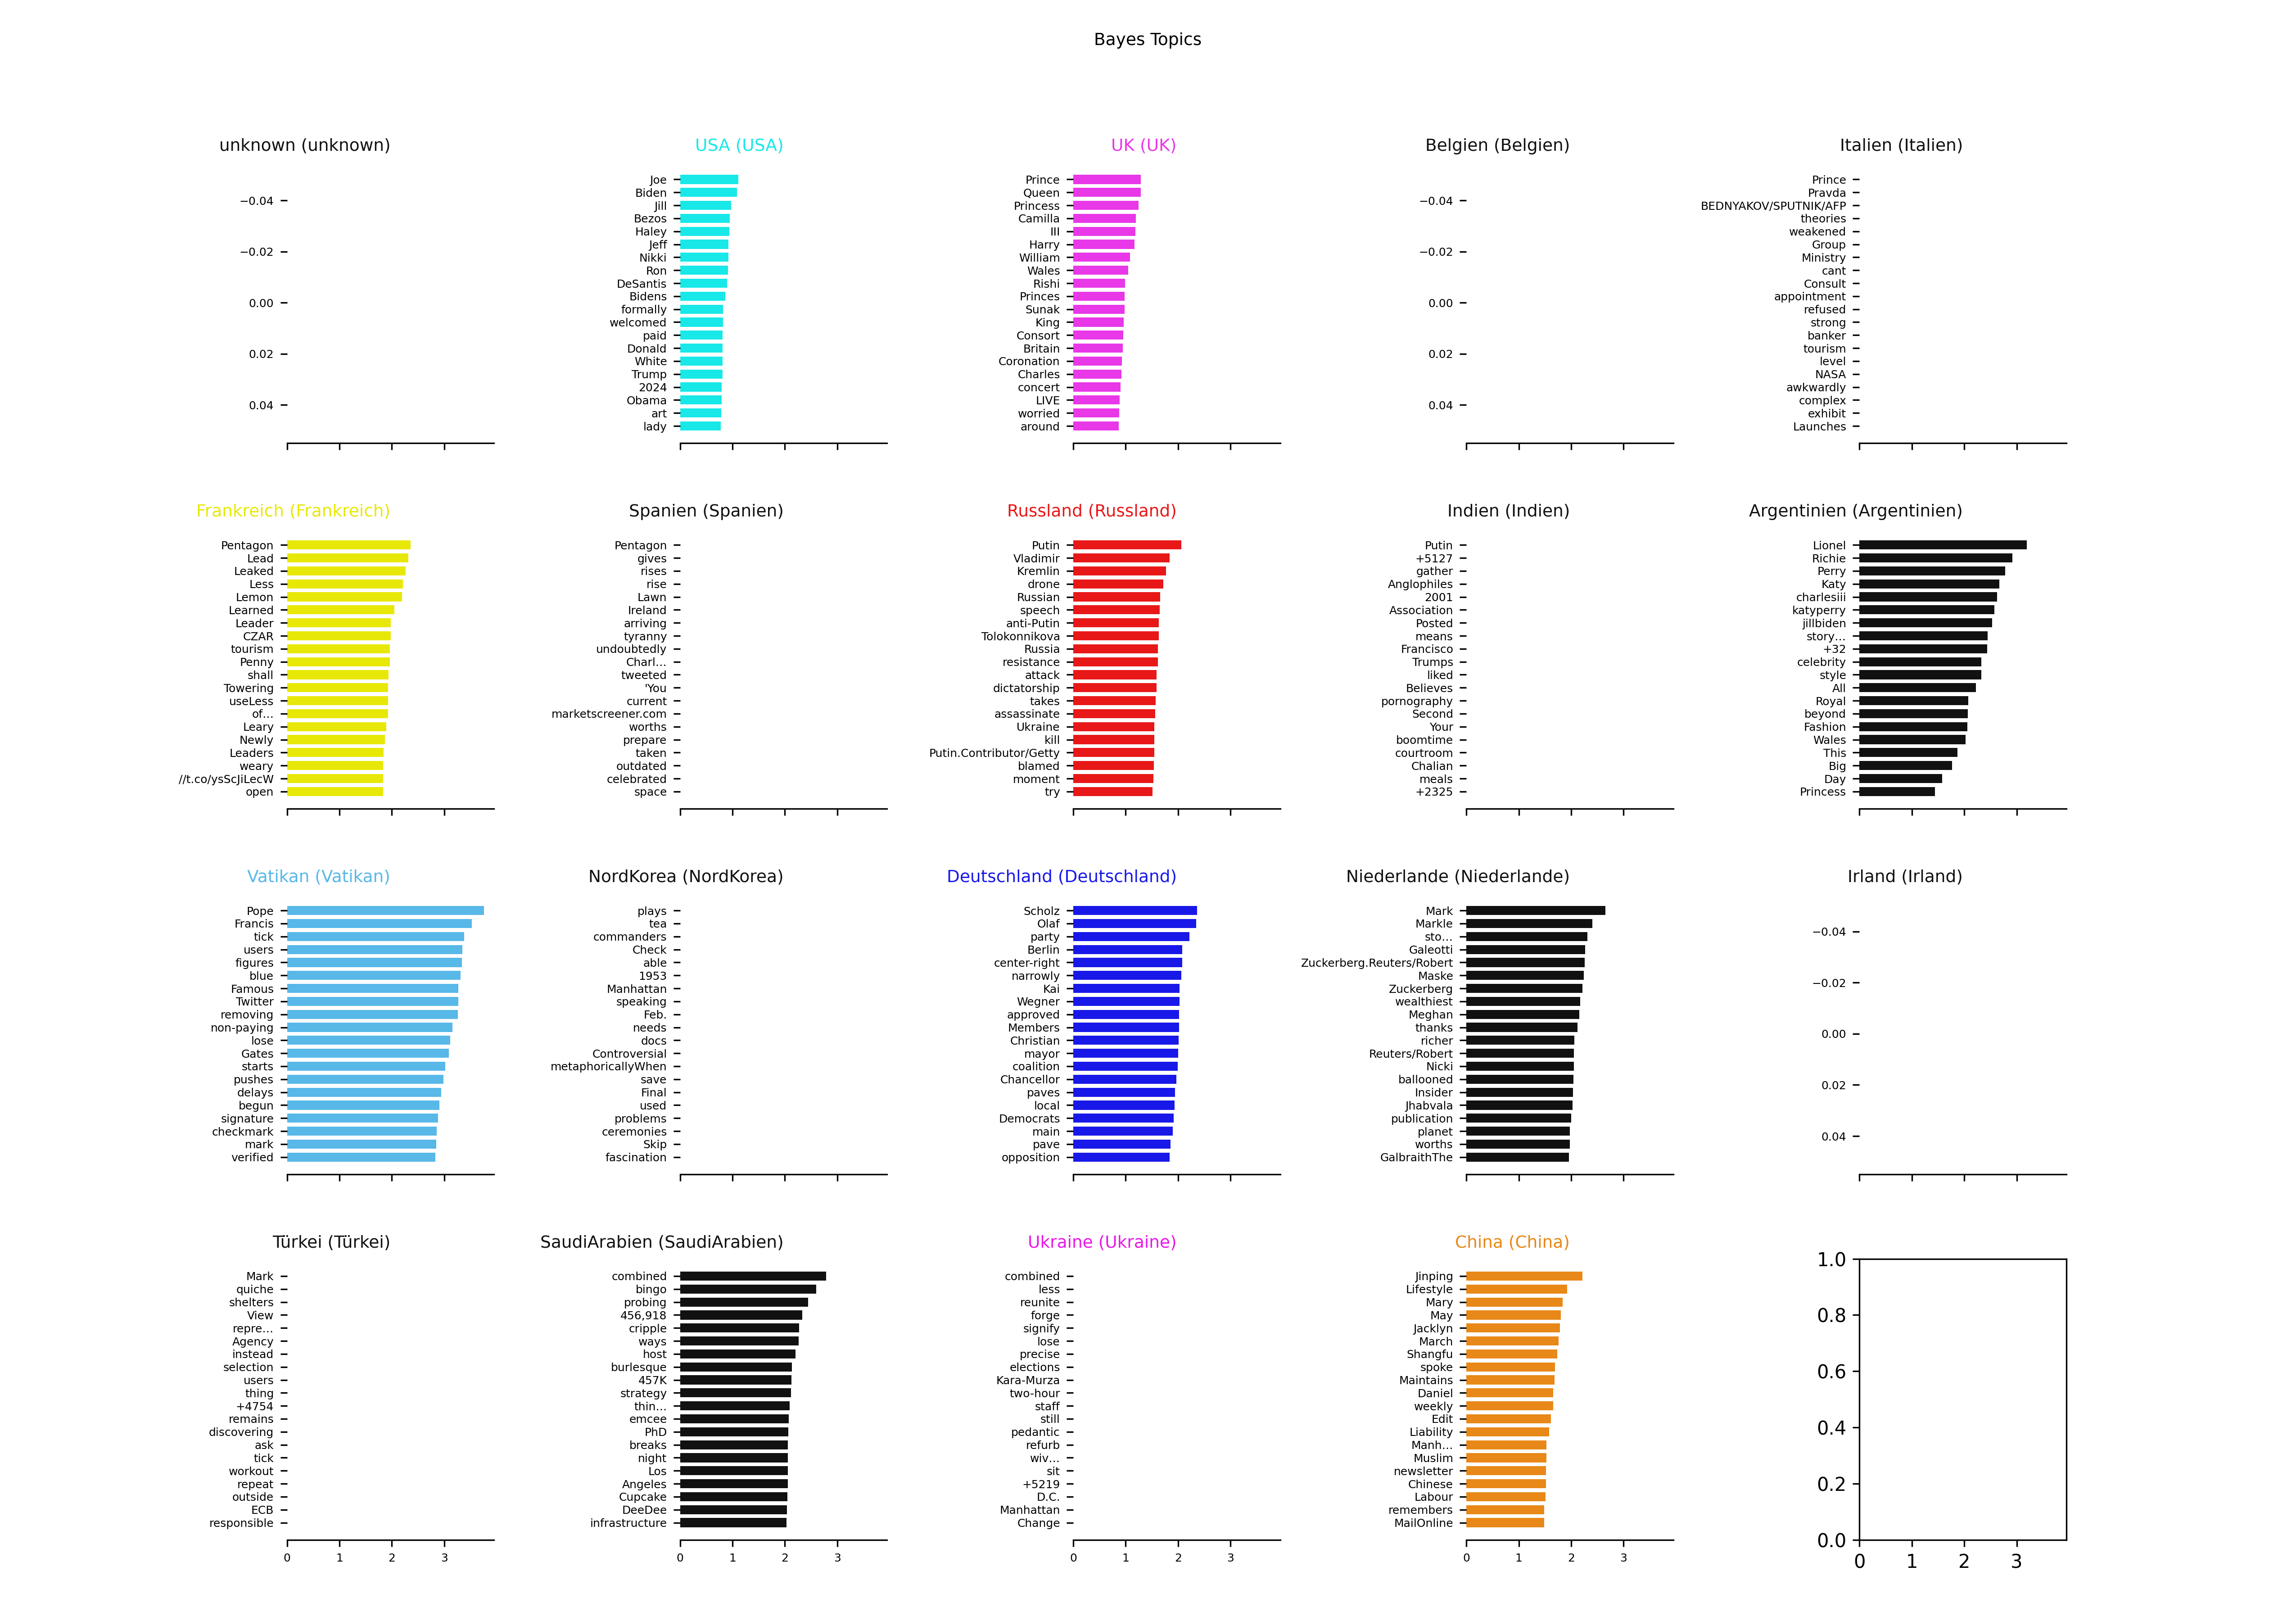 Bayes Topics
unknown (unknown)
−0.04
−0.02
0.00
0.02
0.04
USA (USA)
Joe
Biden
Jill
Bezos
Haley
Jeff
Nikki
Ron
DeSantis
Bidens
formally
welcomed
paid
Donald
White
Trump
2024
Obama
art
lady
UK (UK)
Prince
Queen
Princess
Camilla
III
Harry
William
Wales
Rishi
Princes
Sunak
King
Consort
Britain
Coronation
Charles
concert
LIVE
worried
around
Belgien (Belgien)
−0.04
−0.02
0.00
0.02
0.04
Italien (Italien)
Prince
Pravda
BEDNYAKOV/SPUTNIK/AFP
theories
weakened
Group
Ministry
cant
Consult
appointment
refused
strong
banker
tourism
level
NASA
awkwardly
complex
exhibit
Launches
Frankreich (Frankreich)
Pentagon
Lead
Leaked
Less
Lemon
Learned
Leader
CZAR
tourism
Penny
shall
Towering
useLess
of…
Leary
Newly
Leaders
weary
//t.co/ysScJiLecW
open
Spanien (Spanien)
Pentagon
gives
rises
rise
Lawn
Ireland
arriving
tyranny
undoubtedly
Charl…
tweeted
'You
current
marketscreener.com
worths
prepare
taken
outdated
celebrated
space
Russland (Russland)
Putin
Vladimir
Kremlin
drone
Russian
speech
anti-Putin
Tolokonnikova
Russia
resistance
attack
dictatorship
takes
assassinate
Ukraine
kill
Putin.Contributor/Getty
blamed
moment
try
Indien (Indien)
Putin
+5127
gather
Anglophiles
2001
Association
Posted
means
Francisco
Trumps
liked
Believes
pornography
Second
Your
boomtime
courtroom
Chalian
meals
+2325
Argentinien (Argentinien)
Lionel
Richie
Perry
Katy
charlesiii
katyperry
jillbiden
story…
+32
celebrity
style
All
Royal
beyond
Fashion
Wales
This
Big
Day
Princess
Vatikan (Vatikan)
Pope
Francis
tick
users
figures
blue
Famous
Twitter
removing
non-paying
lose
Gates
starts
pushes
delays
begun
signature
checkmark
mark
verified
NordKorea (NordKorea)
plays
tea
commanders
Check
able
1953
Manhattan
speaking
Feb.
needs
docs
Controversial
metaphoricallyWhen
save
Final
used
problems
ceremonies
Skip
fascination
Deutschland (Deutschland)
Scholz
Olaf
party
Berlin
center-right
narrowly
Kai
Wegner
approved
Members
Christian
mayor
coalition
Chancellor
paves
local
Democrats
main
pave
opposition
Niederlande (Niederlande)
Mark
Markle
sto…
Galeotti
Zuckerberg.Reuters/Robert
Maske
Zuckerberg
wealthiest
Meghan
thanks
richer
Reuters/Robert
Nicki
ballooned
Insider
Jhabvala
publication
planet
worths
GalbraithThe
Irland (Irland)
−0.04
−0.02
0.00
0.02
0.04
Türkei (Türkei)
Mark
quiche
shelters
View
repre…
Agency
instead
selection
users
thing
+4754
remains
discovering
ask
tick
workout
repeat
outside
ECB
responsible
0 1 2 3
SaudiArabien (SaudiArabien)
combined
bingo
probing
456,918
cripple
ways
host
burlesque
457K
strategy
thin…
emcee
PhD
breaks
night
Los
Angeles
Cupcake
DeeDee
infrastructure
0 1 2 3
Ukraine (Ukraine)
combined
less
reunite
forge
signify
lose
precise
elections
Kara-Murza
two-hour
staff
still
pedantic
refurb
wiv…
sit
+5219
D.C.
Manhattan
Change
0 1 2 3
China (China)
Jinping
Lifestyle
Mary
May
Jacklyn
March
Shangfu
spoke
Maintains
Daniel
weekly
Edit
Liability
Manh…
Muslim
newsletter
Chinese
Labour
remembers
MailOnline
0 1 2 3
1.0
0.8
0.6
0.4
0.2
0.0
0 1 2 3